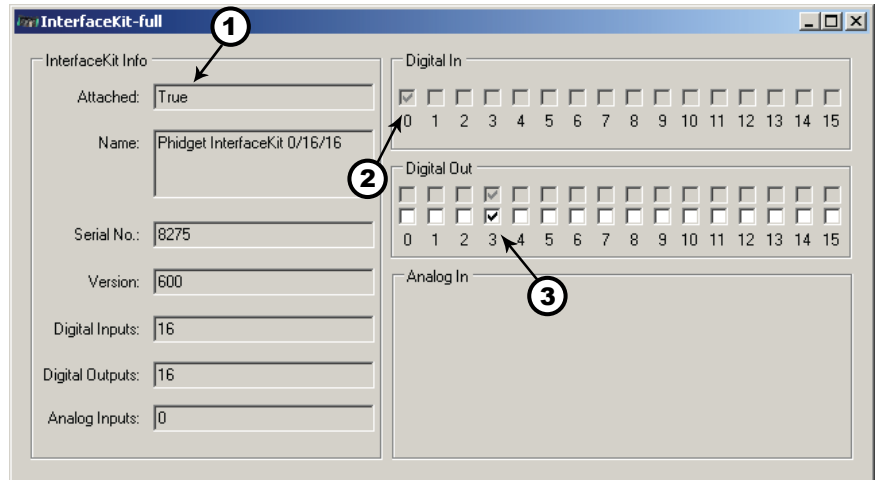 InterfaceKit-full
1
InterfaceKit Info
Attached: True
Name: Phidget InterfaceKit 0/16/16
Serial No.: 8275
Version: 600
Digital Inputs: 16
Digital Outputs: 16
Analog Inputs: 0
Digital In
0 1 2 3 4 5 6 7 8 9 10 11 12 13 14 15
2
Digital Out
0 1 2 3 4 5 6 7 8 9 10 11 12 13 14 15
3
Analog In